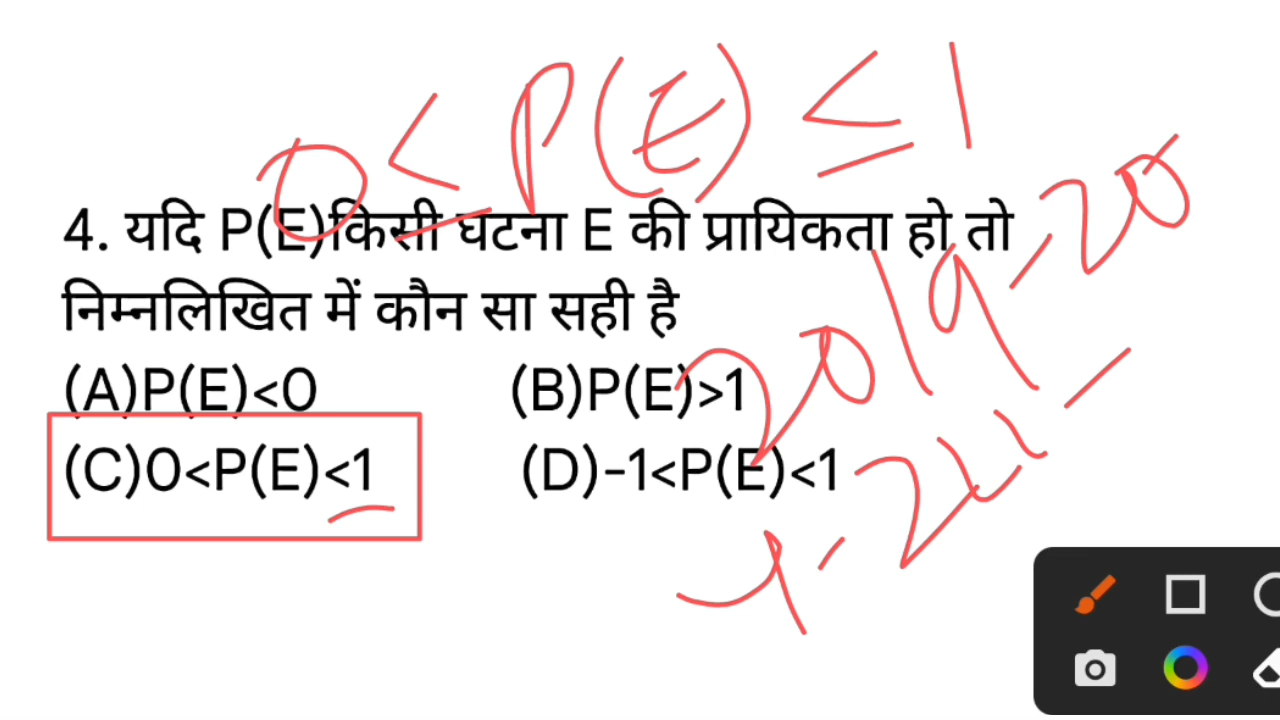 0 ≤ P(E) ≤ 1
4. यदि P(E)किसी घटना E की प्रायिकता हो तो
निम्नलिखित में कौन सा सही है
(A)P(E)<0 (B)P(E)>1
(C)0<P(E)<1 (D)-1<P(E)<1
2019-20